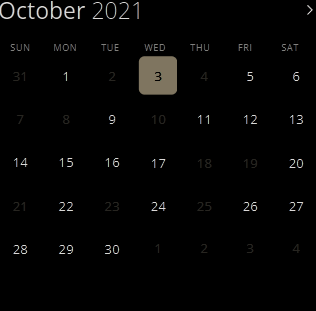 October 2021 >
SUN MON TUE WED THU FRI SAT
31 1 2 3 4 5 6
7 8 9 10 11 12 13
14 15 16 17 18 19 20
21 22 23 24 25 26 27
28 29 30 1 2 3 4